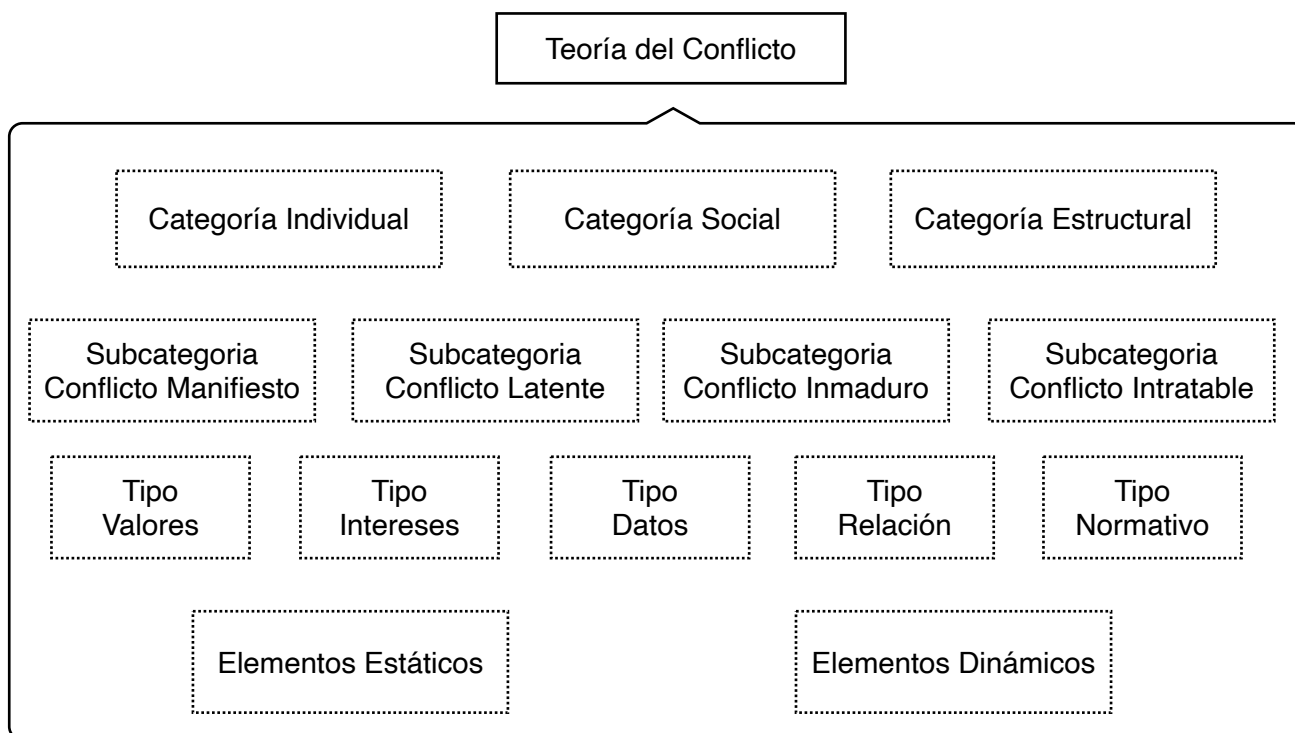 Teoría del Conflicto
Categoría Individual
Categoría Social
Categoría Estructural
Subcategoria
Conflicto Manifiesto
Subcategoria
Conflicto Latente
Subcategoria
Conflicto Inmaduro
Subcategoria
Conflicto Intratable
Tipo
Valores
Tipo
Intereses
Tipo
Datos
Tipo
Relación
Tipo
Normativo
Elementos Estáticos
Elementos Dinámicos